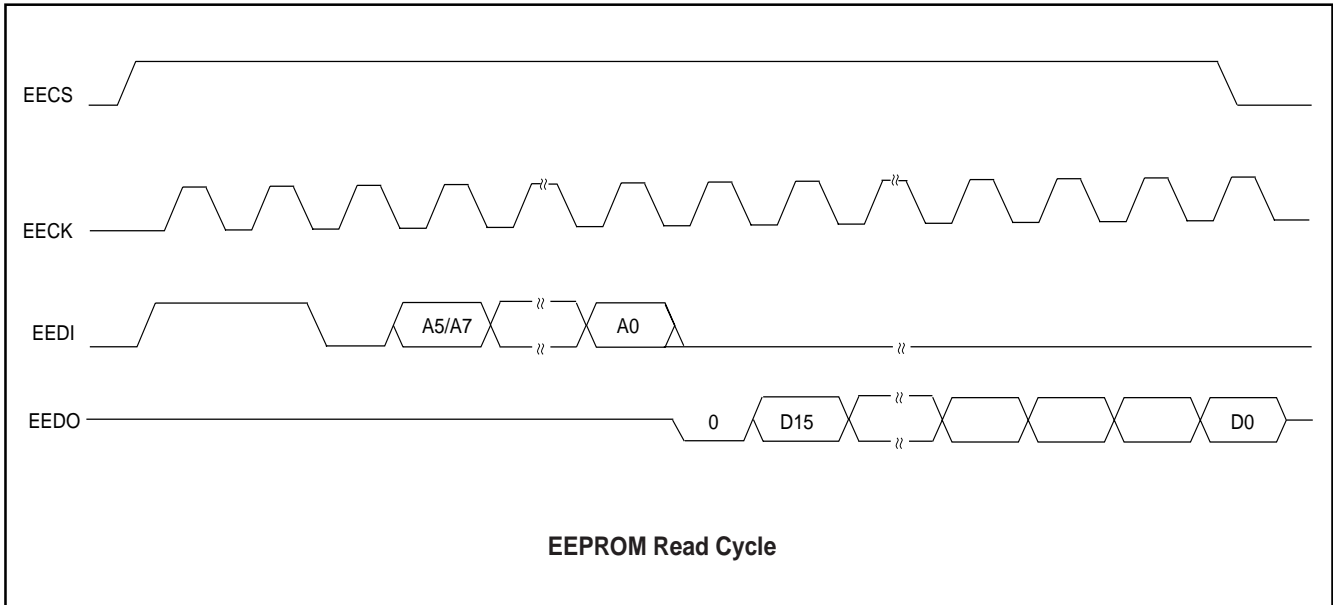 EECS
EECK
EEDI
A5/A7
A0
EEDO
0
D15
D0
EEPROM Read Cycle